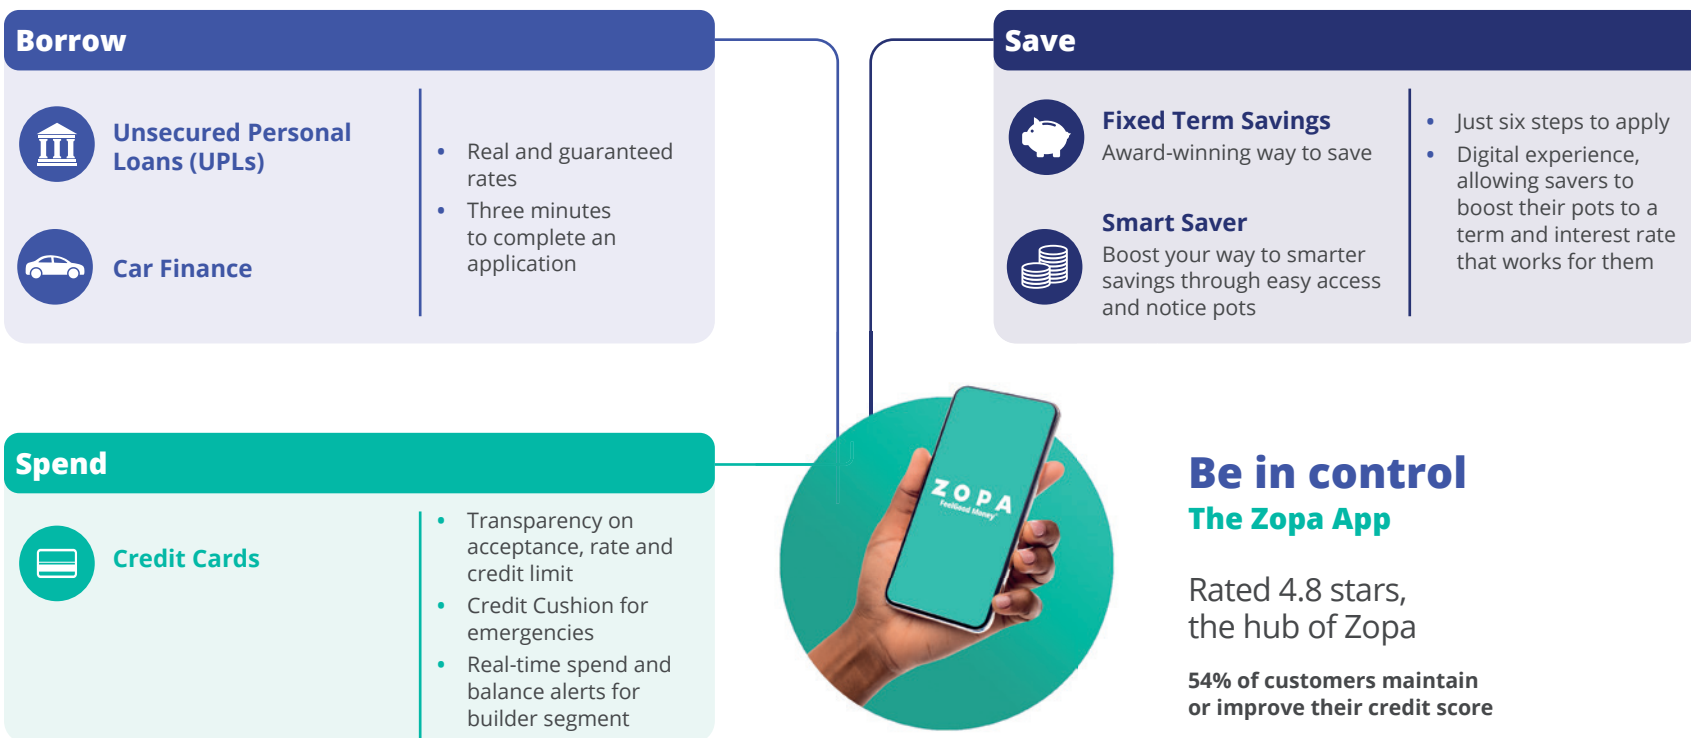 Borrow
Unsecured Personal
Loans (UPLs)
Car Finance
• Real and guaranteed
rates
• Three minutes
to complete an
application
Save
Fixed Term Savings
Award-winning way to save
Smart Saver
Boost your way to smarter
savings through easy access
and notice pots
• Just six steps to apply
• Digital experience,
allowing savers to
boost their pots to a
term and interest rate
that works for them
Spend
Credit Cards
• Transparency on
acceptance, rate and
credit limit
• Credit Cushion for
emergencies
• Real-time spend and
balance alerts for
builder segment
ZOPA
FeelGood Money™
Be in control
The Zopa App
Rated 4.8 stars,
the hub of Zopa
54% of customers maintain
or improve their credit score